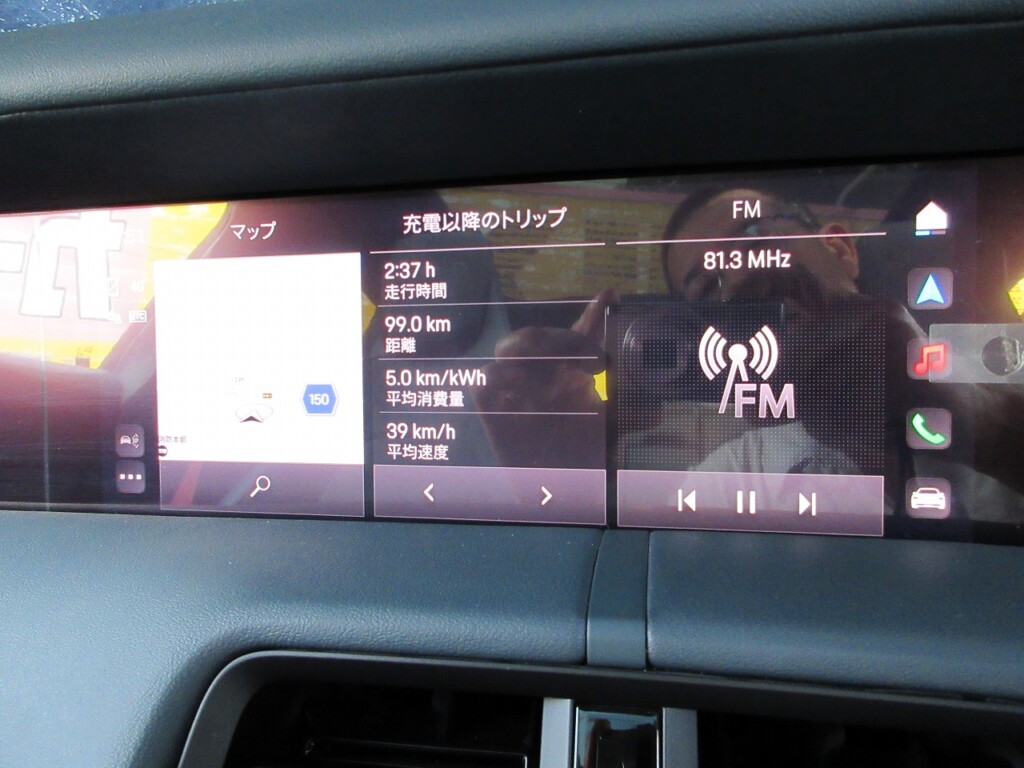 マップ
150
充電以降のトリップ
2:37 h
走行時間
99.0 km
距離
5.0 km/kWh
平均消費量
39 km/h
平均速度
FM
81.3 MHz
FM